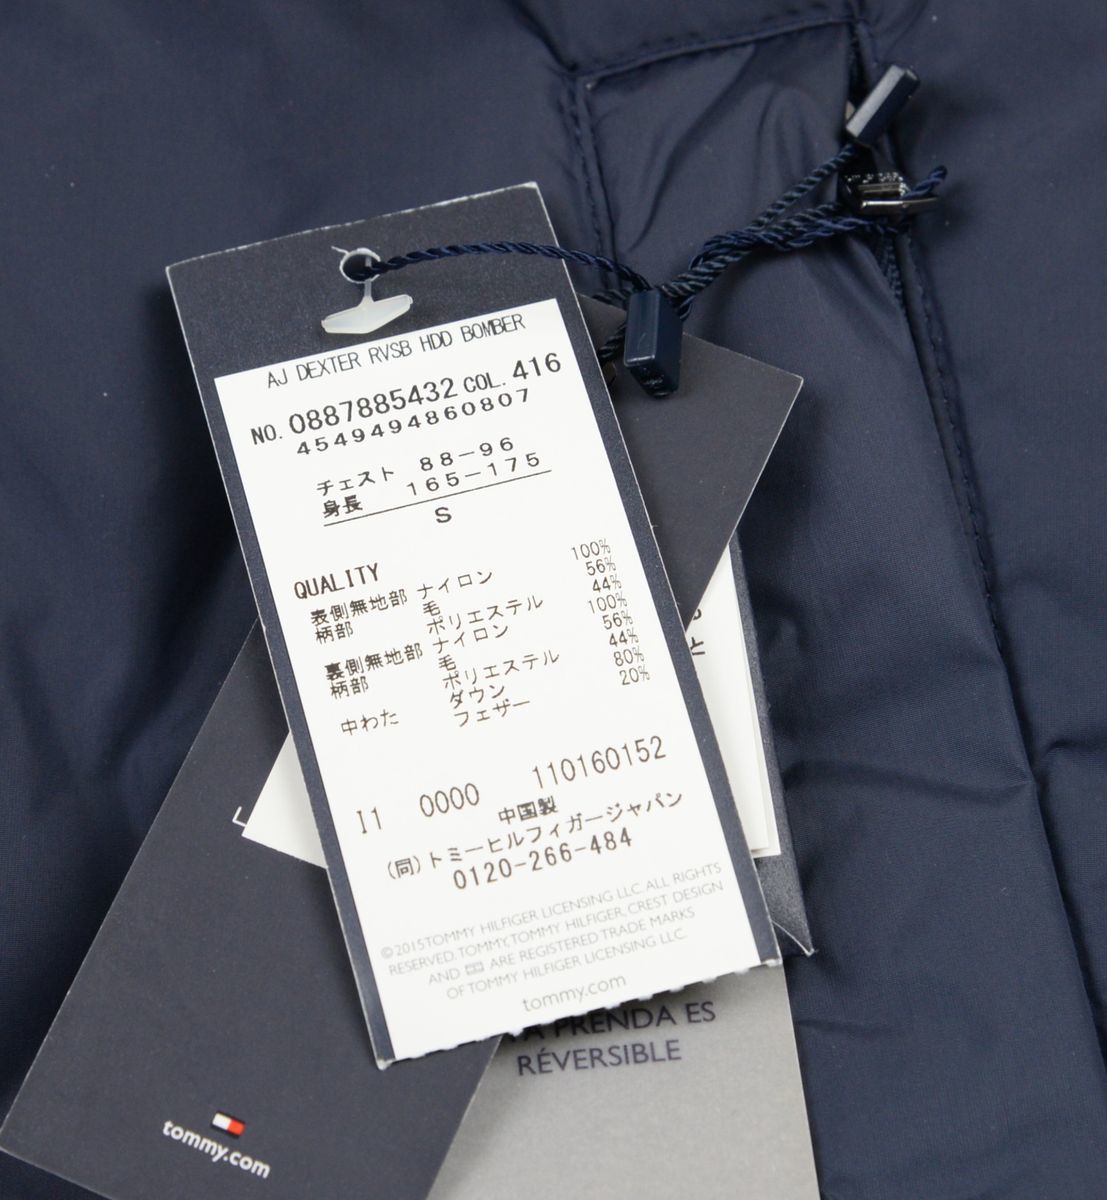 AJ DEXTER RVSB HDD BOMBER
NO. 0887885432 COL. 416
4549494860807
チェスト 88-96
身長 165-175
S
QUALITY
表側無地部 ナイロン 100%
柄部 毛 56%
ポリエステル 44%
裏側無地部 ナイロン 100%
柄部 毛 56%
ポリエステル 44%
中わた ダウン 80%
フェザー 20%
I1 0000 110160152
中国製
(同)トミーヒルフィガージャパン
0120-266-484
©2015 TOMMY HILFIGER LICENSING LLC. ALL RIGHTS
RESERVED. TOMMY, TOMMY HILFIGER, CREST DESIGN
AND ARE REGISTERED TRADE MARKS
OF TOMMY HILFIGER LICENSING LLC.
tommy.com
PRENDA ES
RÉVERSIBLE
tommy.com
と